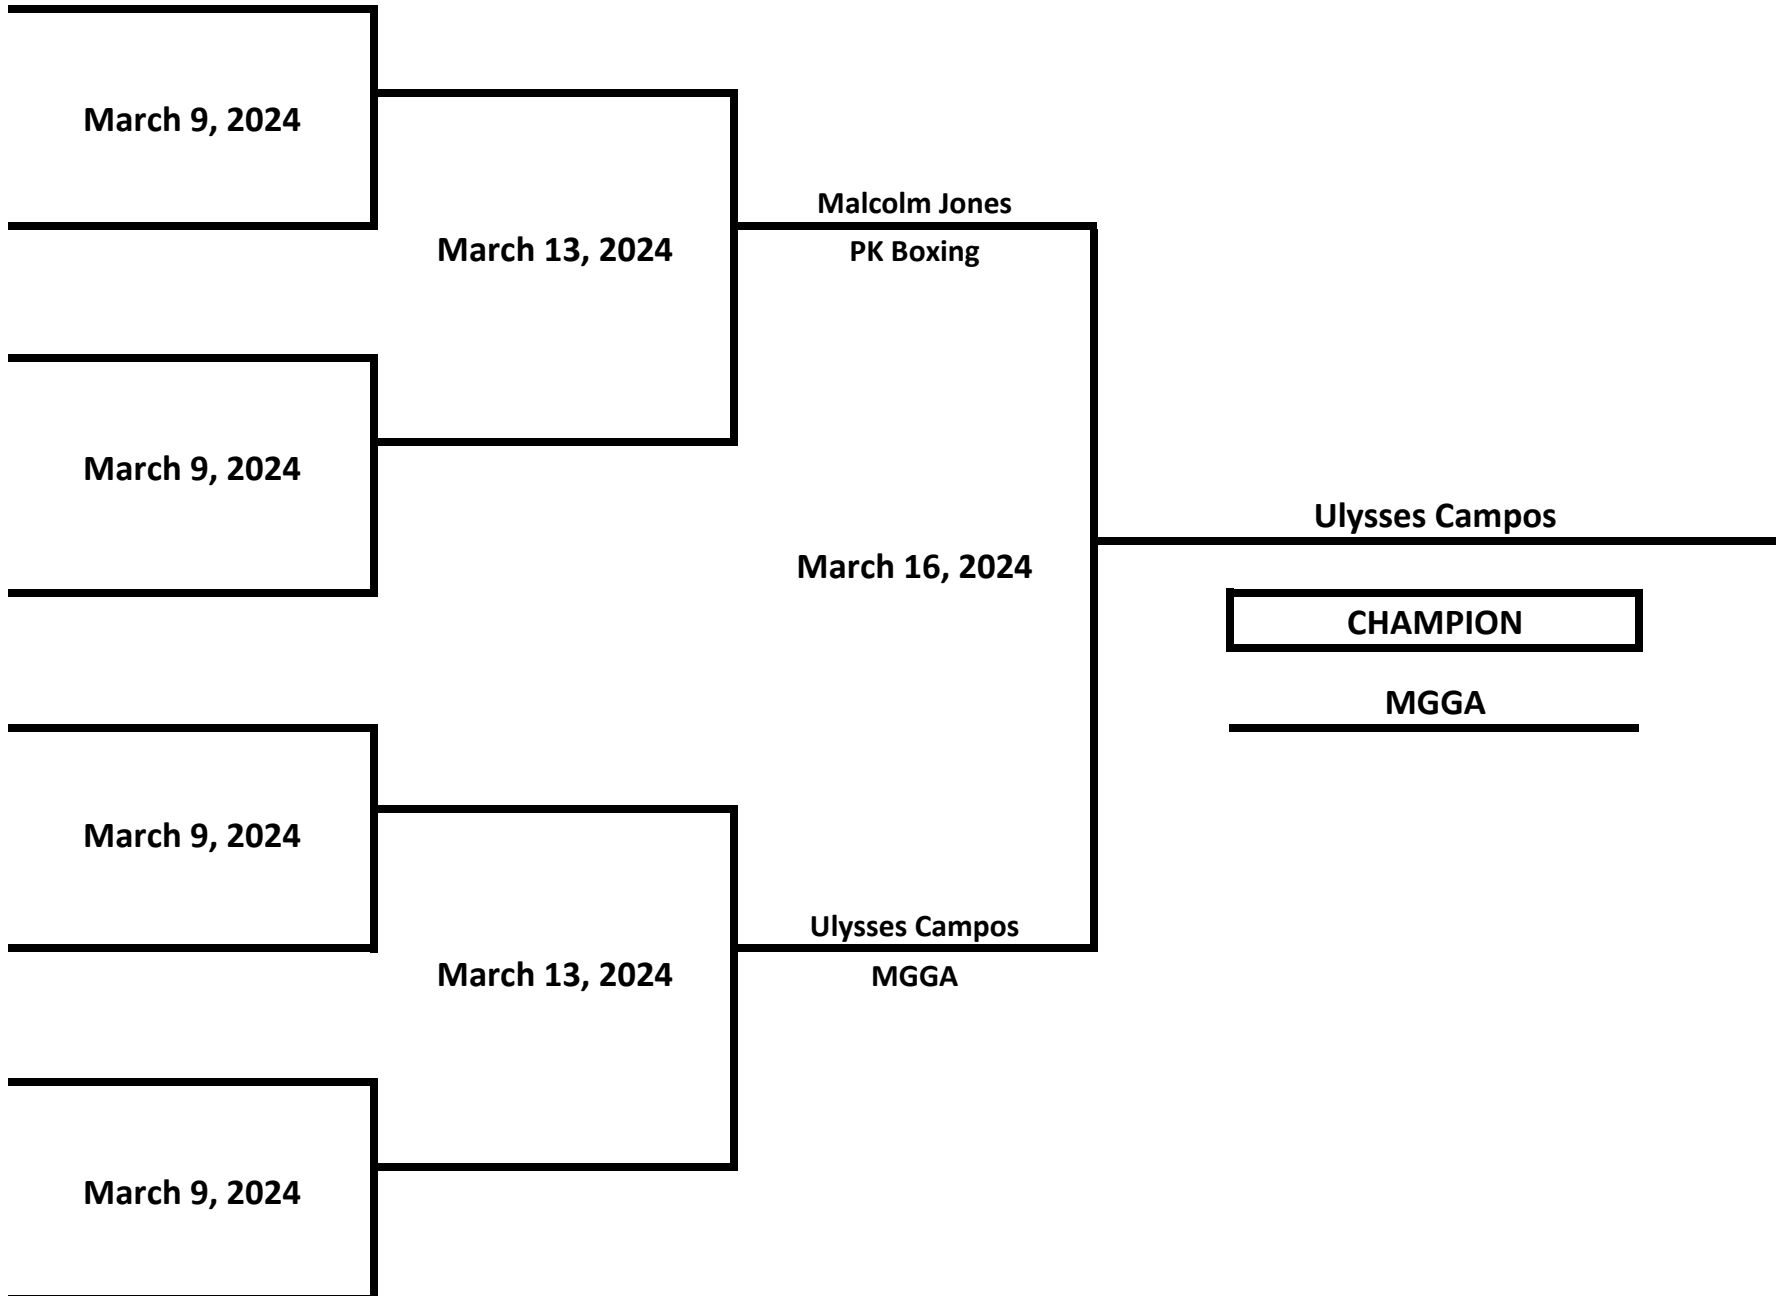 March 9, 2024
Malcolm Jones
March 13, 2024
PK Boxing
March 9, 2024
Ulysses Campos
March 16, 2024
CHAMPION
MGGA
March 9, 2024
Ulysses Campos
March 13, 2024
MGGA
March 9, 2024